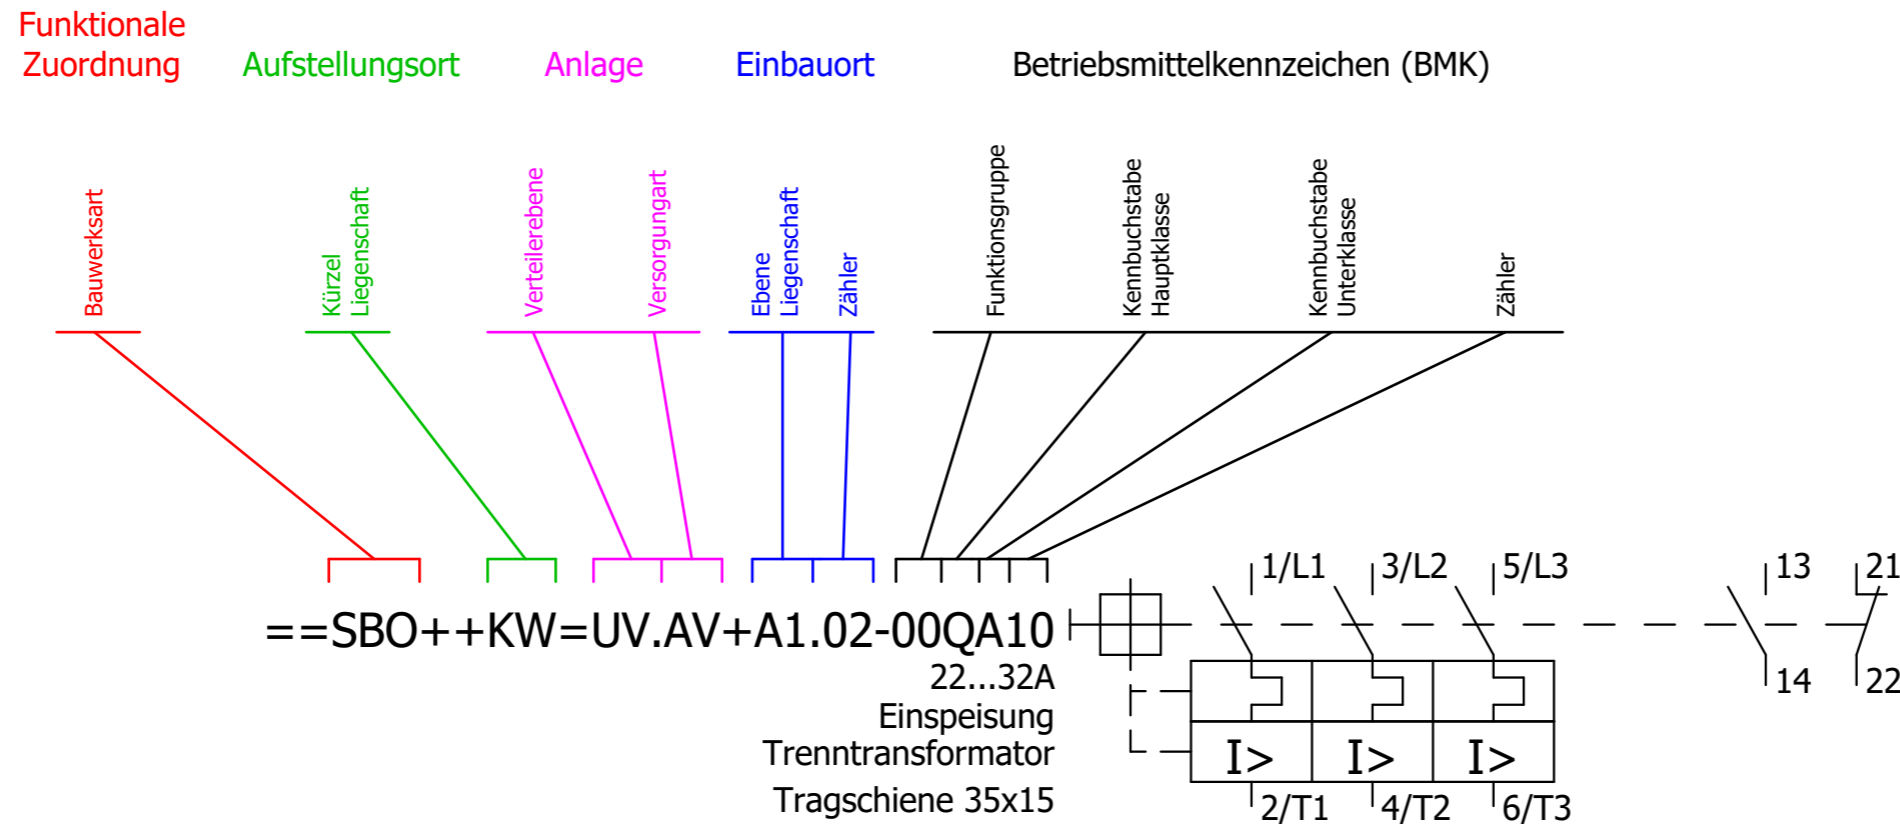 Funktionale
Zuordnung
Aufstellungsort
Anlage
Einbauort
Betriebsmittelkennzeichen (BMK)
Bauwerksart
Kürzel
Liegenschaft
Verteilerebene
Versorgungart
Ebene
Liegenschaft
Zähler
Funktionsgruppe
Kennbuchstabe
Hauptklasse
Kennbuchstabe
Unterklasse
Zähler
==SBO++KW=UV.AV+A1.02-00QA10
22...32A
Einspeisung
Trenntransformator
Tragschiene 35x15
1/L1
3/L2
5/L3
13
21
14
22
I>
I>
I>
2/T1
4/T2
6/T3